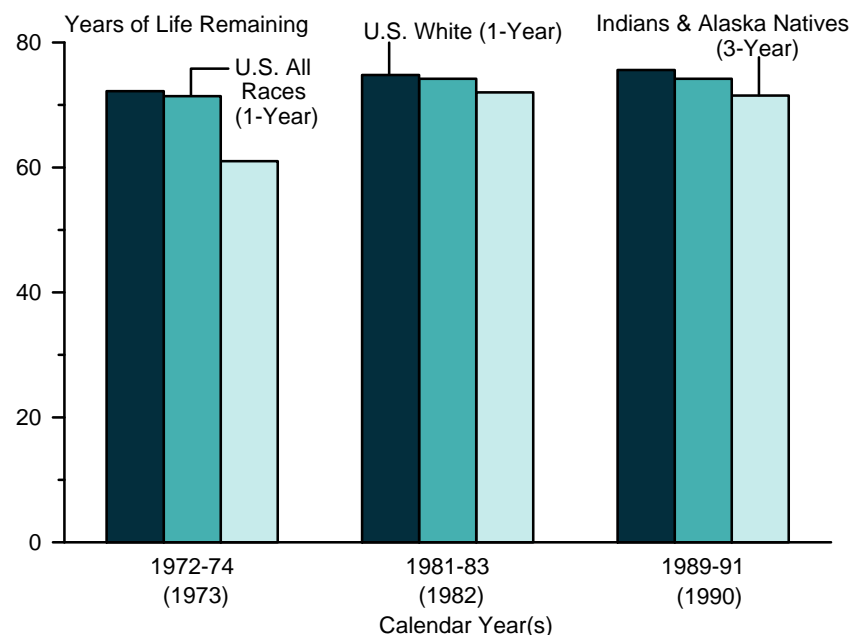 Years of Life Remaining
U.S. White (1-Year)
Indians & Alaska Natives
(3-Year)
U.S. All
Races
(1-Year)
80
60
40
20
0
1972-74
(1973)
1981-83
(1982)
1989-91
(1990)
Calendar Year(s)